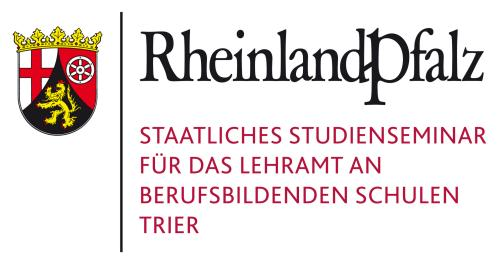 RheinlandPfalz
STAATLICHES STUDIENSEMINAR
FÜR DAS LEHRAMT AN
BERUFSBILDENDEN SCHULEN
TRIER